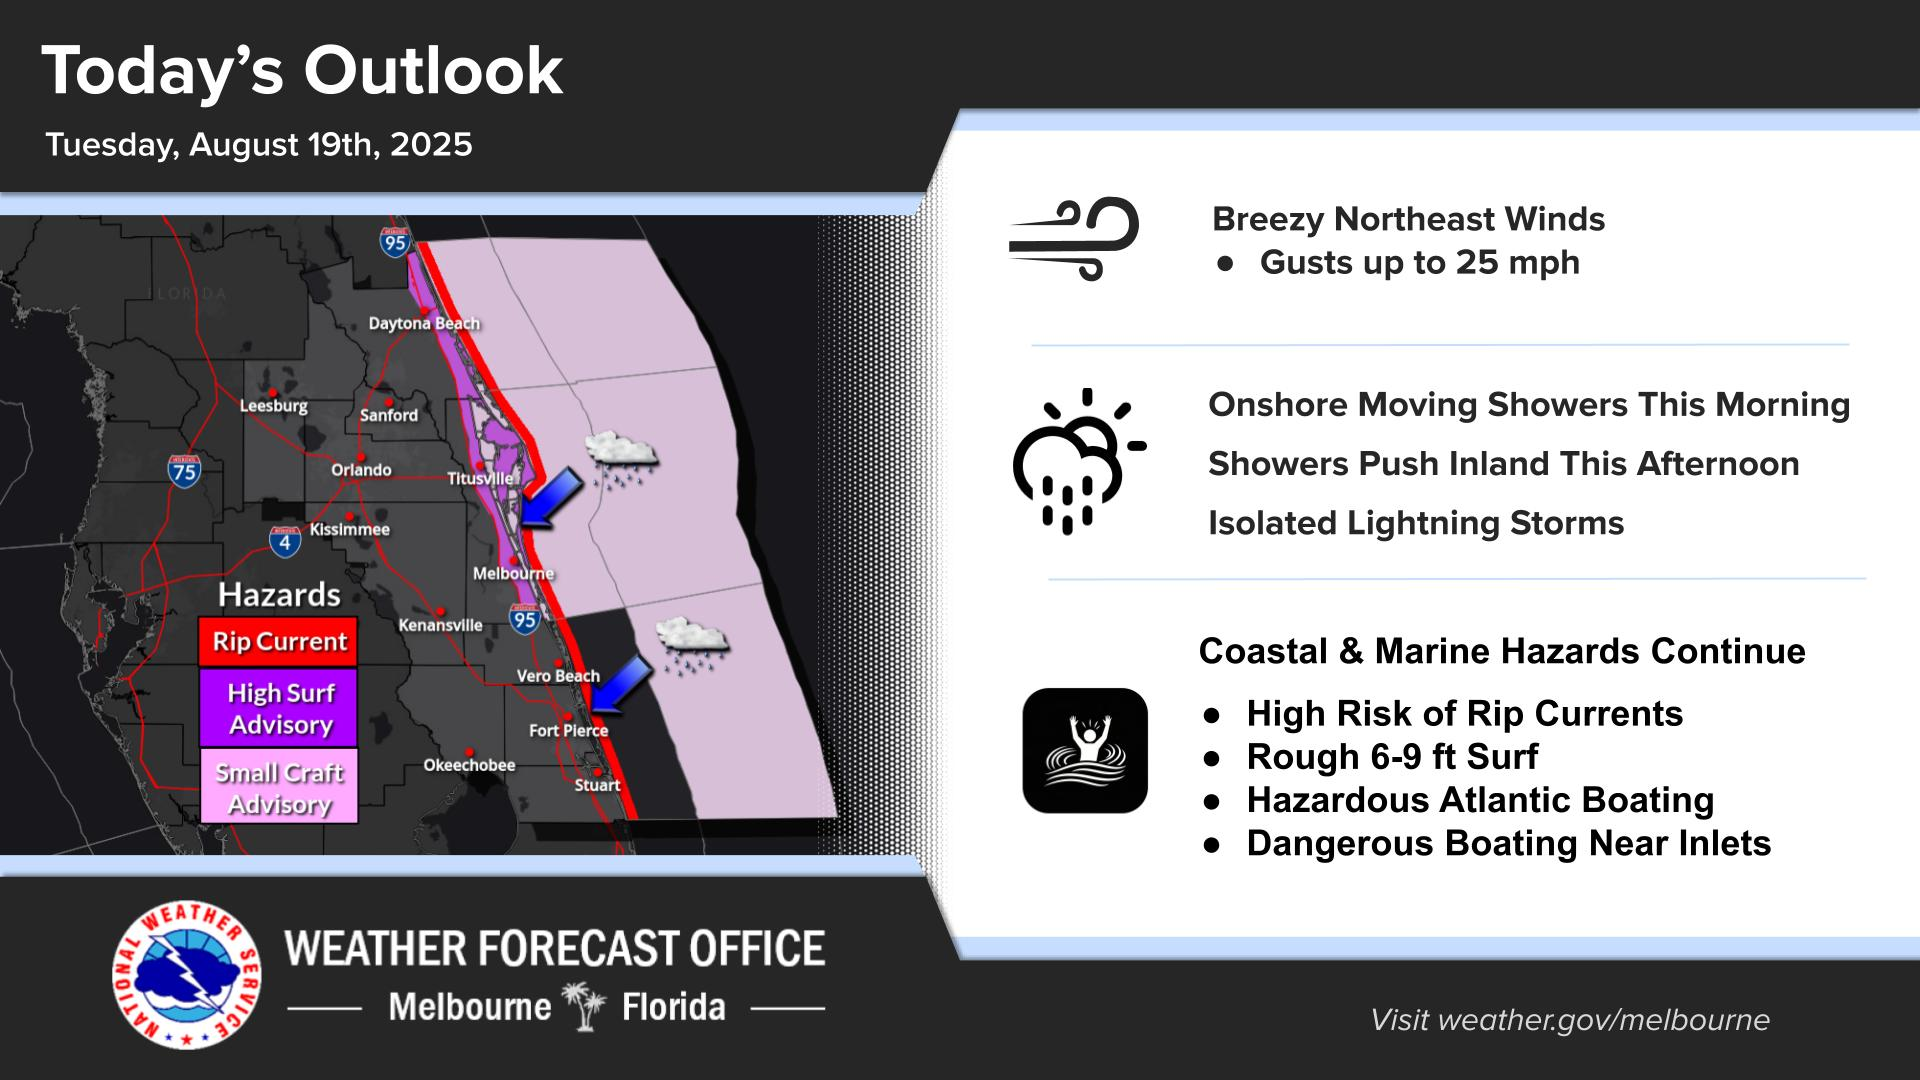 Today's Outlook
Tuesday, August 19th, 2025
95
FLORIDA
Daytona Beach
Leesburg
Sanford
Orlando
75
Titusville
Kissimmee
4
Melbourne
Kenansville
95
Vero Beach
Fort Pierce
Okeechobee
Stuart
Hazards
Rip Current
High Surf
Advisory
Small Craft
Advisory
Breezy Northeast Winds
● Gusts up to 25 mph
Onshore Moving Showers This Morning
Showers Push Inland This Afternoon
Isolated Lightning Storms
Coastal & Marine Hazards Continue
● High Risk of Rip Currents
● Rough 6-9 ft Surf
● Hazardous Atlantic Boating
● Dangerous Boating Near Inlets
NATIONAL WEATHER SERVICE
WEATHER FORECAST OFFICE
Melbourne Florida
Visit weather.gov/melbourne